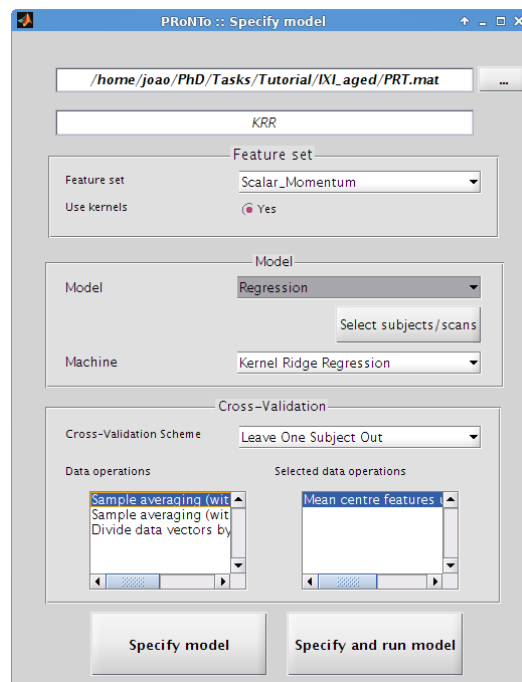 PRoNTo :: Specify model
/home/joao/PhD/Tasks/Tutorial/IXI_aged/PRT.mat
...
KRR
Feature set
Feature set
Scalar_Momentum
Use kernels
Yes
Model
Model
Regression
Select subjects/scans
Machine
Kernel Ridge Regression
Cross-Validation
Cross-Validation Scheme
Leave One Subject Out
Data operations
Selected data operations
Sample averaging (wit
Sample averaging (wit
Divide data vectors by
Mean centre features
Specify model
Specify and run model